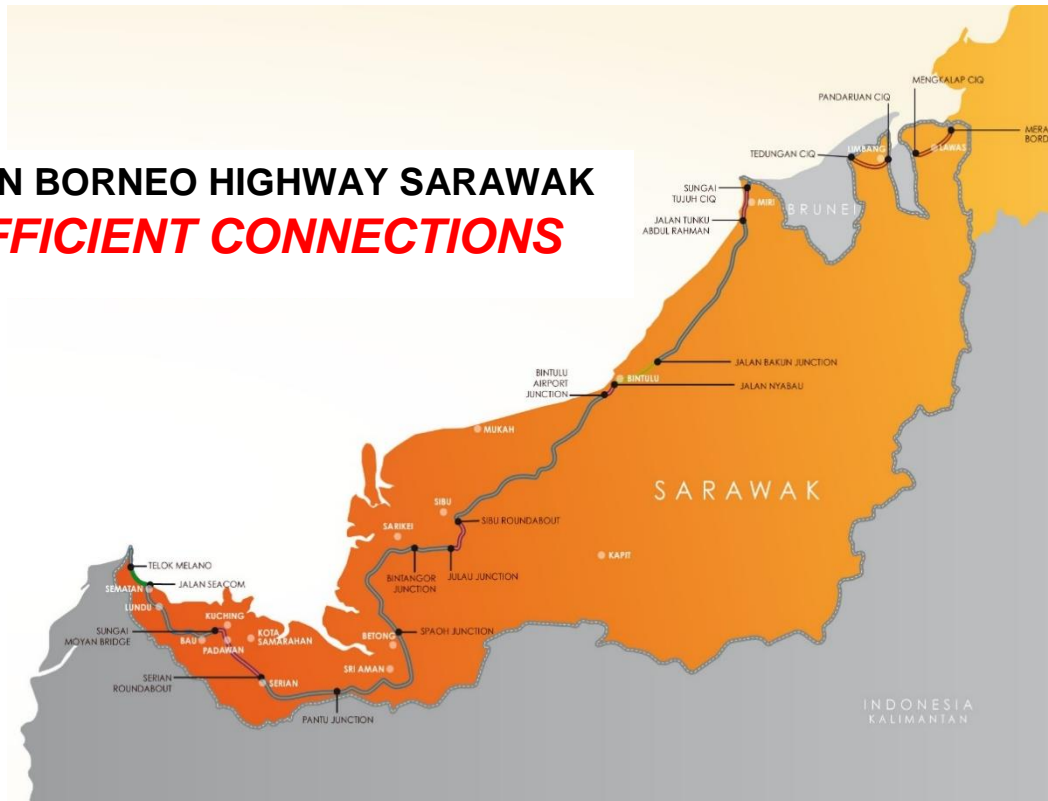 N BORNEO HIGHWAY SARAWAK
FFICIENT CONNECTIONS
MENGKALAP CIQ
PANDARUAN CIQ
MERA
BORD
TEDUNGAN CIQ
LIMBANG
LAWAS
SUNGAI
TUJUH CIQ
MIRI
BRUNEI
JALAN TUNKU
ABDUL RAHMAN
JALAN BAKUN JUNCTION
BINTULU
AIRPORT
JUNCTION
BINTULU
JALAN NYABAU
MUKAH
SARAWAK
SIBU
SIBU ROUNDABOUT
SARIKEI
KAPIT
BINTANGOR
JUNCTION
JULAU JUNCTION
TELOK MELANO
SEMATAN
JALAN SEACOM
LUNDU
KUCHING
SUNGAI
MOYAN BRIDGE
BAU
PADAWAN
KOTA
SAMARAHAN
BETONG
SPAOH JUNCTION
SRI AMAN
SERIAN
ROUNDABOUT
SERIAN
PANTU JUNCTION
INDONESIA
KALIMANTAN